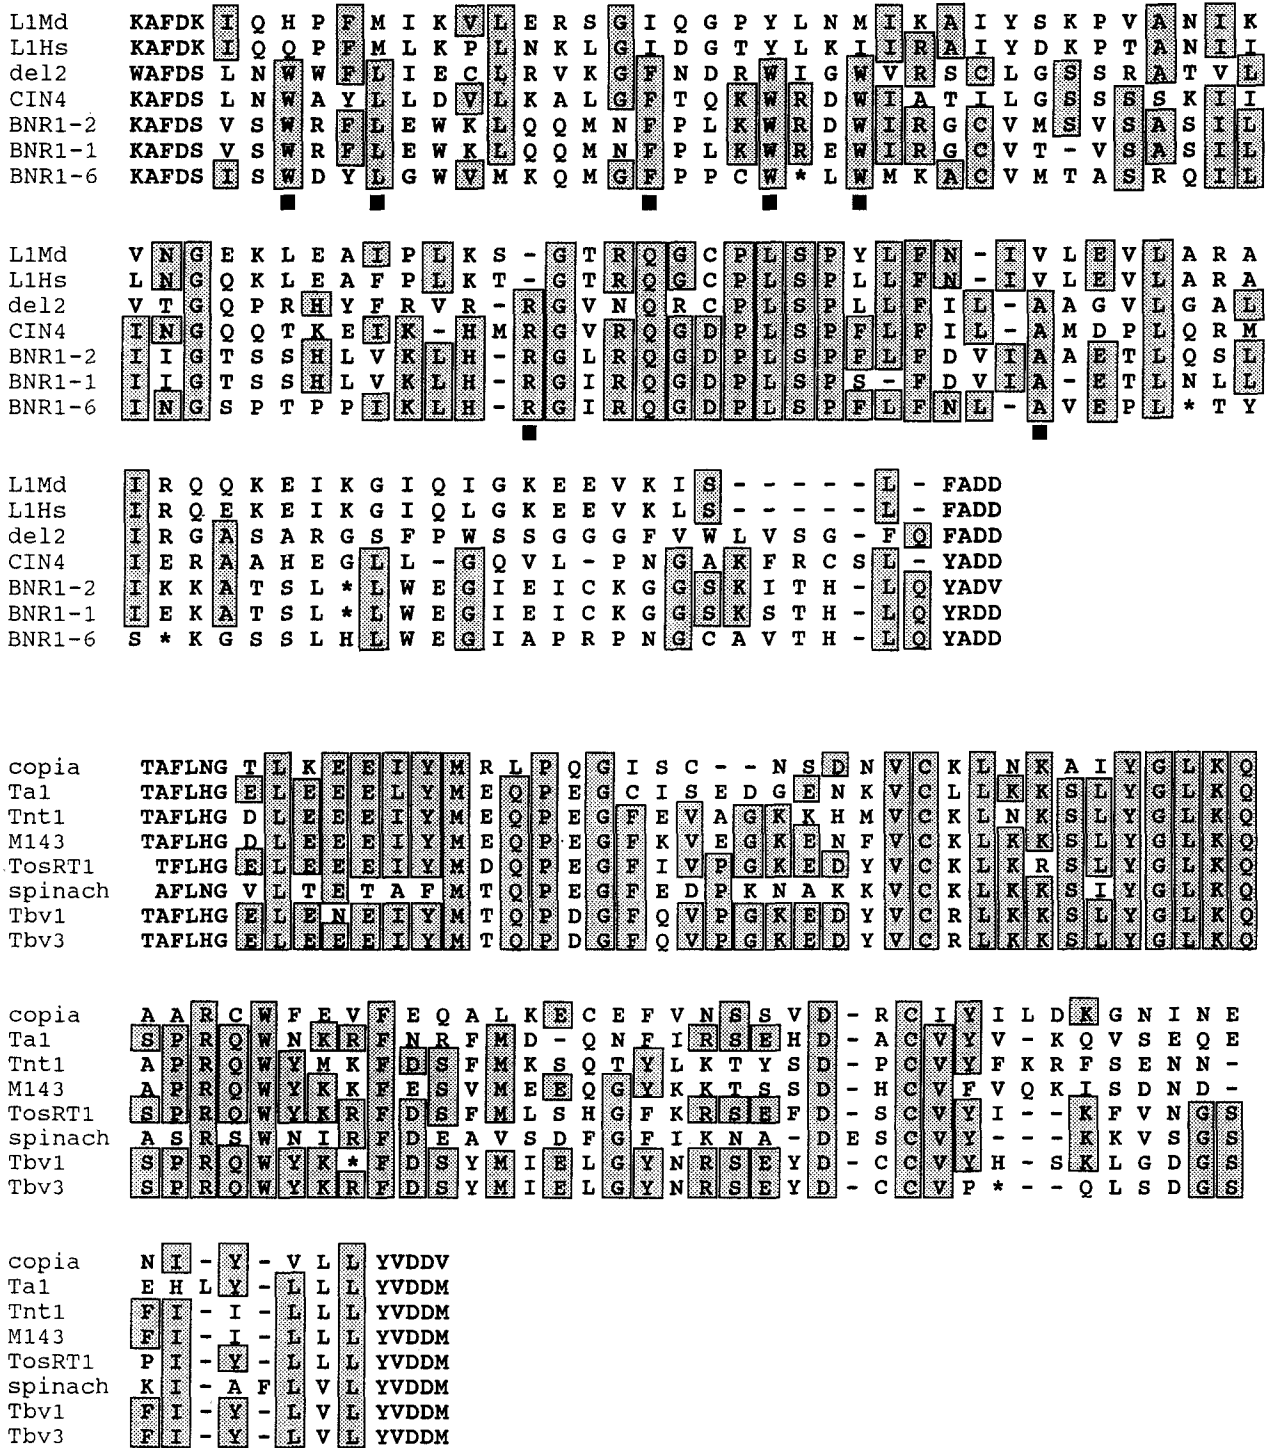 L1Md KAFDK I Q H P F M I K V L E R S G I Q G P Y L N M I K A I Y S K P V A N I K
L1Hs KAFDK I Q Q P F M L K P L N K L G I D G T Y L K I I R A I Y D K P T A N I I
del2 WAFDS L N W W F L I E C L R V K G F N D R W I G W V R S C L G S S R A T V L
CIN4 KAFDS L N W A Y L L D V L K A L G F T Q K W R D W I A T I L G S S S S K I I
BNR1-2 KAFDS V S W R F L E W K L Q Q M N F P L K W R D W I R G C V M S V S A S I L
BNR1-1 KAFDS V S W R F L E W K L Q Q M N F P L K W R E W I R G C V T - V S A S I L
BNR1-6 KAFDS I S W D Y L G W V M K Q M G F P P C W * L W M K A C V M T A S R Q I L
L1Md V N G E K L E A I P L K S - G T R Q G C P L S P Y L F N - I V L E V L A R A
L1Hs L N G Q K L E A F P L K T - G T R Q G C P L S P L L F N - I V L E V L A R A
del2 V T G Q P R H Y F R V R - R G V N Q R C P L S P L L F I L - A A G V L G A L
CIN4 I N G Q Q T K E I K - H M R G V R Q G D P L S P F L F I L - A M D P L Q R M
BNR1-2 I I G T S S H L V K L H - R G L R Q G D P L S P F L F D V I A A E T L Q S L
BNR1-1 I I G T S S H L V K L H - R G I R Q G D P L S P S - F D V I A - E T L N L L
BNR1-6 I N G S P T P P I K L H - R G I R Q G D P L S P F L F N L - A V E P L * T Y
L1Md I R Q Q K E I K G I Q I G K E E V K I S - - - - - L - FADD
L1Hs I R Q E K E I K G I Q L G K E E V K L S - - - - - L - FADD
del2 I R G A S A R G S F P W S S G G G F V W L V S G - F Q FADD
CIN4 I E R A A H E G L L - G Q V L - P N G A K F R C S L - YADD
BNR1-2 I K K A T S L * L W E G I E I C K G G S K I T H - L Q YADV
BNR1-1 I E K A T S L * L W E G I E I C K G G S K S T H - L Q YRDD
BNR1-6 S * K G S S L H L W E G I A P R P N G C A V T H - L Q YADD
copia TAFLNG T L K E E I Y M R L P Q G I S C - - N S D N V C K L N K A I Y G L K Q
Ta1 TAFLHG E L E E E L Y M E Q P E G C I S E D G E N K V C L L K K S L Y G L K Q
Tnt1 TAFLHG D L E E E I Y M E Q P E G F E V A G K K H M V C K L N K S L Y G L K Q
M143 TAFLHG D L E E E I Y M E Q P E G F K V E G K E N F V C K L K K S L Y G L K Q
TosRT1 TFLHG E L E E E I Y M D Q P E G F I V P G K E D Y V C K L K R S L Y G L K Q
spinach AFLNG V L T E T A F M T Q P E G F E D P K N A K K V C K L K K S I Y G L K Q
Tbv1 TAFLHG E L E N E I Y M T Q P D G F Q V P G K E D Y V C R L K K S L Y G L K Q
Tbv3 TAFLHG E L E E E I Y M T Q P D G F Q V P G K E D Y V C R L K K S L Y G L K Q
copia A A R C W F E V F E Q A L K E C E F V N S S V D - R C I Y I L D K G N I N E
Ta1 S P R Q W N K R F N R F M D - Q N F I R S E H D - A C V Y V - K Q V S E Q E
Tnt1 A P R Q W Y M K F D S F M K S Q T Y L K T Y S D - P C V Y F K R F S E N N -
M143 A P R Q W Y K K F E S V M E E Q G Y K K T S S D - H C V F V Q K I S D N D -
TosRT1 S P R Q W Y K R F D S F M L S H G F K R S E F D - S C V Y I - - K F V N G S
spinach A S R S W N I R F D E A V S D F G F I K N A - D E S C V Y - - - K K V S G S
Tbv1 S P R Q W Y K * F D S Y M I E L G Y N R S E Y D - C C V Y H - S K L G D G S
Tbv3 S P R Q W Y K R F D S Y M I E L G Y N R S E Y D - C C V P * - - Q L S D G S
copia N I - Y - V L L YVDDV
Ta1 E H L Y - L L L YVDDM
Tnt1 F I - I - L L L YVDDM
M143 F I - I - L L L YVDDM
TosRT1 P I - Y - L L L YVDDM
spinach K I - A F L V L YVDDM
Tbv1 F I - Y - L V L YVDDM
Tbv3 F I - Y - L V L YVDDM